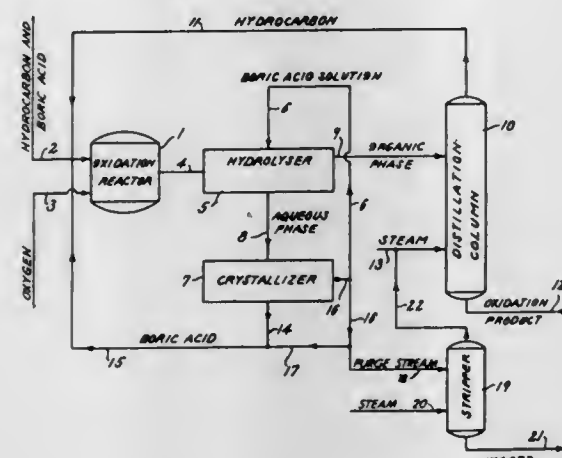 11
HYDROCARBON
HYDROCARBON AND
BORIC ACID
BORIC ACID SOLUTION
1
6
9
10
2
OXIDATION
REACTOR
4
HYDROLYSER
ORGANIC
PHASE
DISTILLATION
COLUMN
3
5
6
OXYGEN
8
AQUEOUS
PHASE
STEAM
13
7
CRYSTALLIZER
16
22
12
OXIDATION
PRODUCT
14
18
BORIC ACID
15
17
PURGE STREAM
18
STRIPPER
19
STEAM 20
21